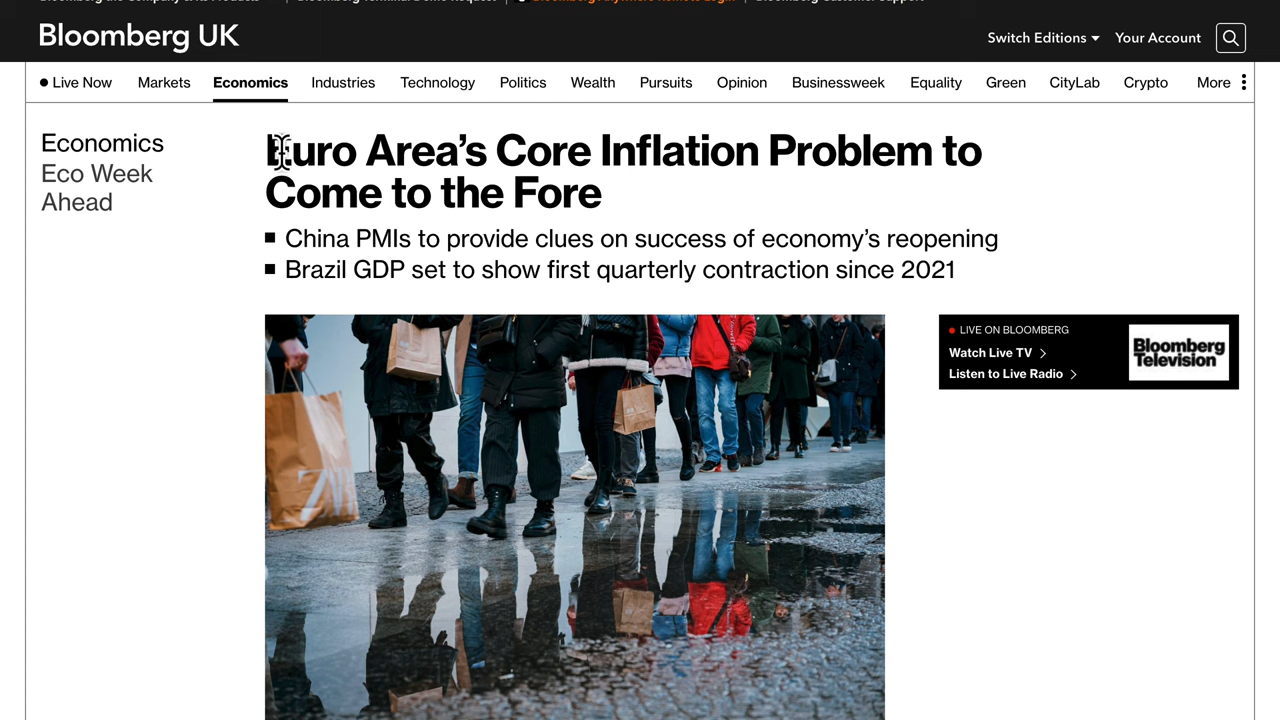 Bloomberg UK
Switch Editions
Your Account
Live Now
Markets
Economics
Industries
Technology
Politics
Wealth
Pursuits
Opinion
Businessweek
Equality
Green
CityLab
Crypto
More
Economics
Eco Week
Ahead
Euro Area’s Core Inflation Problem to
Come to the Fore
China PMIs to provide clues on success of economy’s reopening
Brazil GDP set to show first quarterly contraction since 2021
LIVE ON BLOOMBERG
Watch Live TV
Listen to Live Radio
Bloomberg
Television